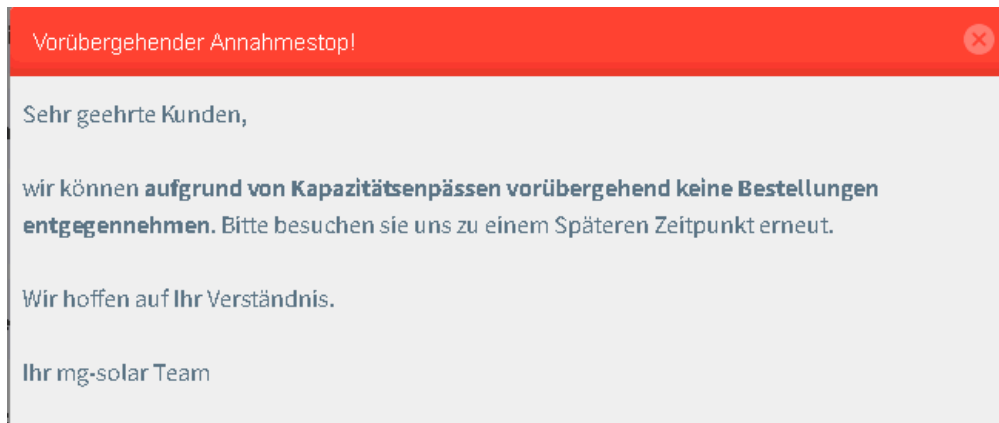 Vorübergehender Annahmestop!
Sehr geehrte Kunden,
wir können aufgrund von Kapazitätsenpässen vorübergehend keine Bestellungen
entgegennehmen. Bitte besuchen sie uns zu einem Späteren Zeitpunkt erneut.
Wir hoffen auf Ihr Verständnis.
Ihr mg-solar Team